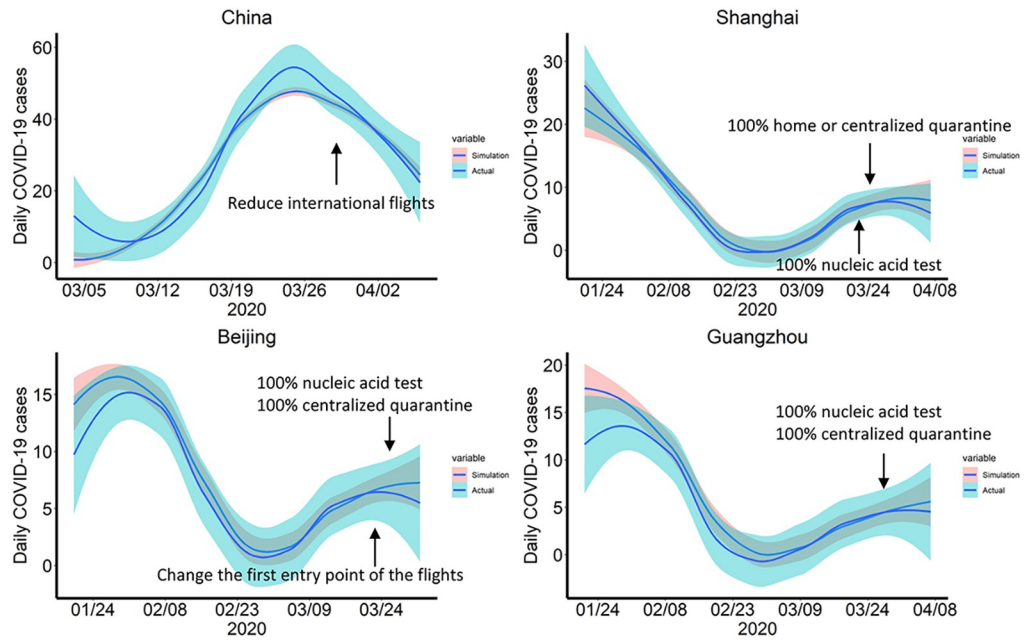 China
Daily COVID-19 cases
60
40
20
0
Reduce international flights
variable
Simulation
Actual
03/05 03/12 03/19 03/26 04/02
2020
Shanghai
Daily COVID-19 cases
30
20
10
0
100% home or centralized quarantine
variable
Simulation
Actual
100% nucleic acid test
01/24 02/08 02/23 03/09 03/24 04/08
2020
Beijing
Daily COVID-19 cases
15
10
5
0
100% nucleic acid test
100% centralized quarantine
variable
Simulation
Actual
Change the first entry point of the flights
01/24 02/08 02/23 03/09 03/24
2020
Guangzhou
Daily COVID-19 cases
20
15
10
5
0
100% nucleic acid test
100% centralized quarantine
variable
Simulation
Actual
01/24 02/08 02/23 03/09 03/24 04/08
2020